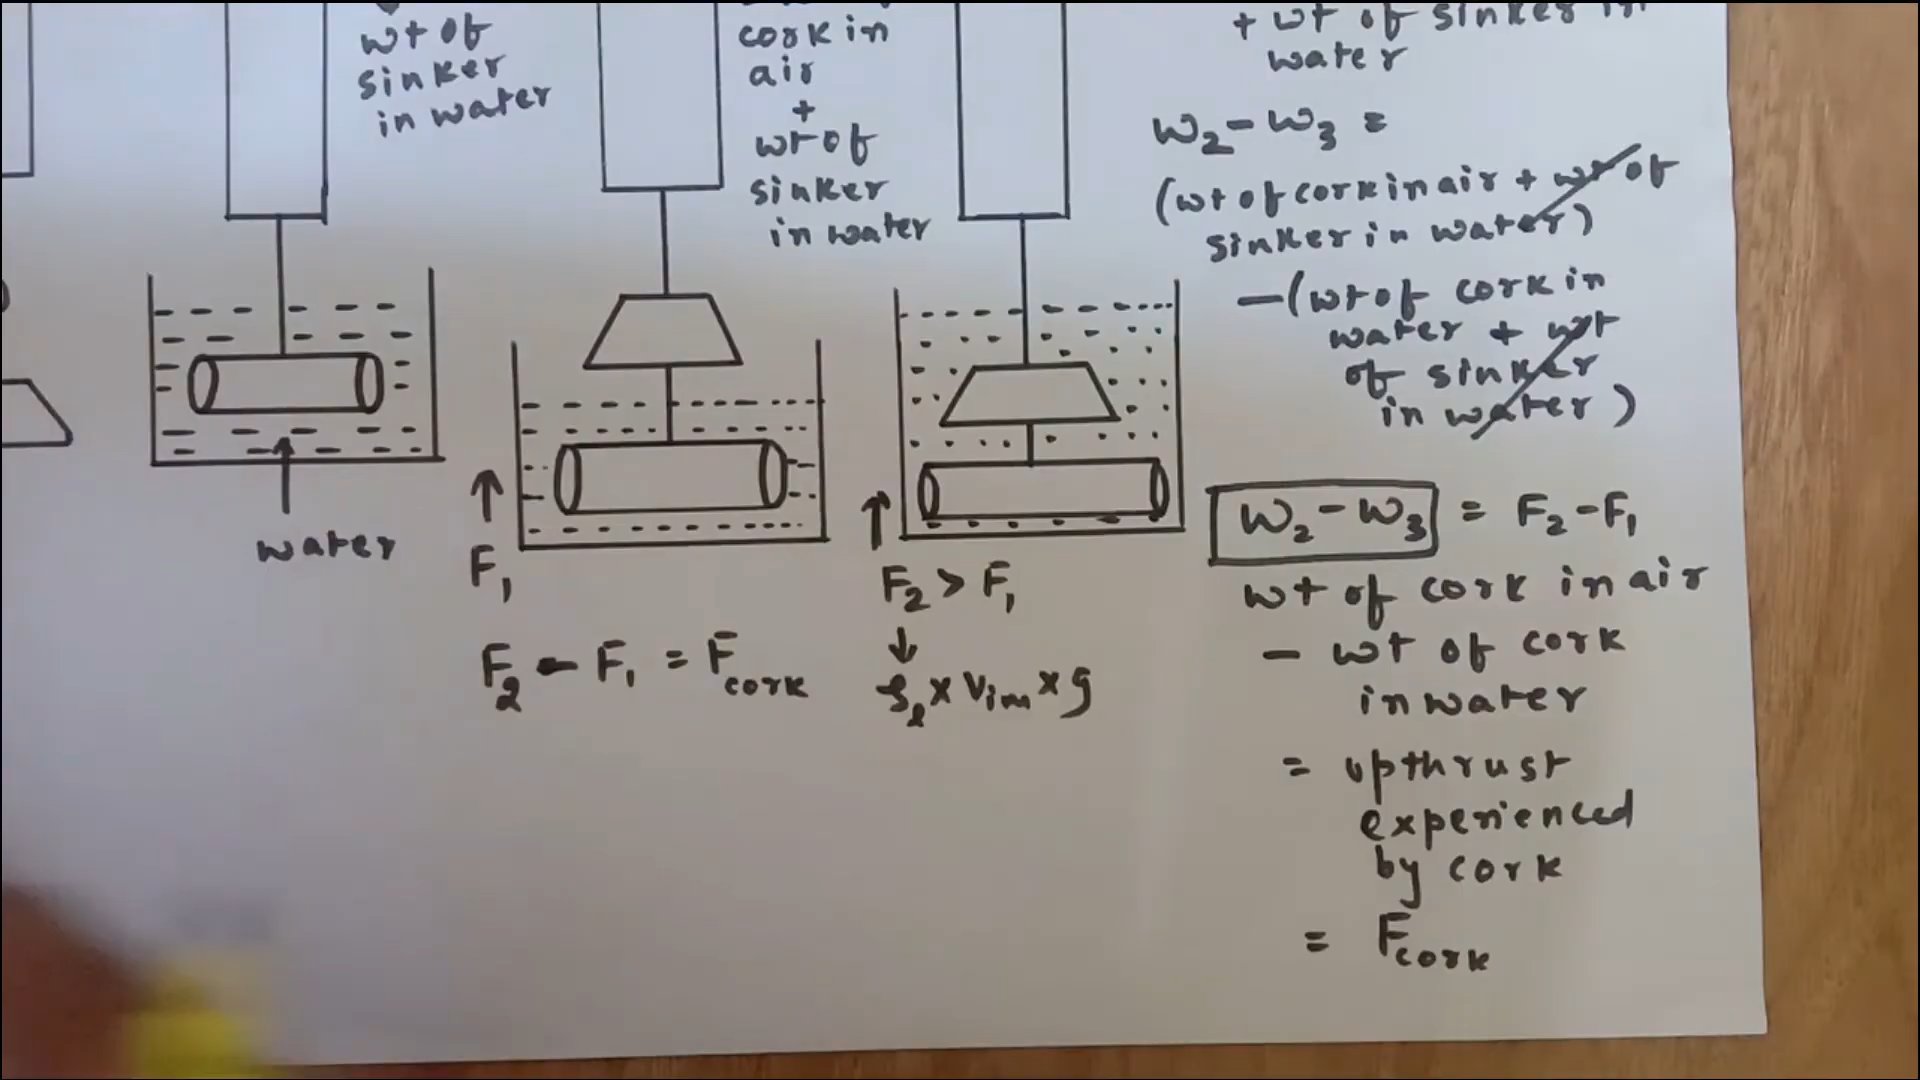 wt of
sinker
in water
water
cork in
air
+
wt of
sinker
in water
F₁
F₂ - F₁ = F cork
F₂ > F₁
↓
ρₗ x Vim x g
+ wt of sinker in
water
W₂ - W₃ =
(wt of cork in air + wt of
sinker in water)
- (wt of cork in
water + wt
of sinker
in water)
W₂ - W₃ = F₂ - F₁
wt of cork in air
- wt of cork
in water
= upthrust
experienced
by cork
= F cork